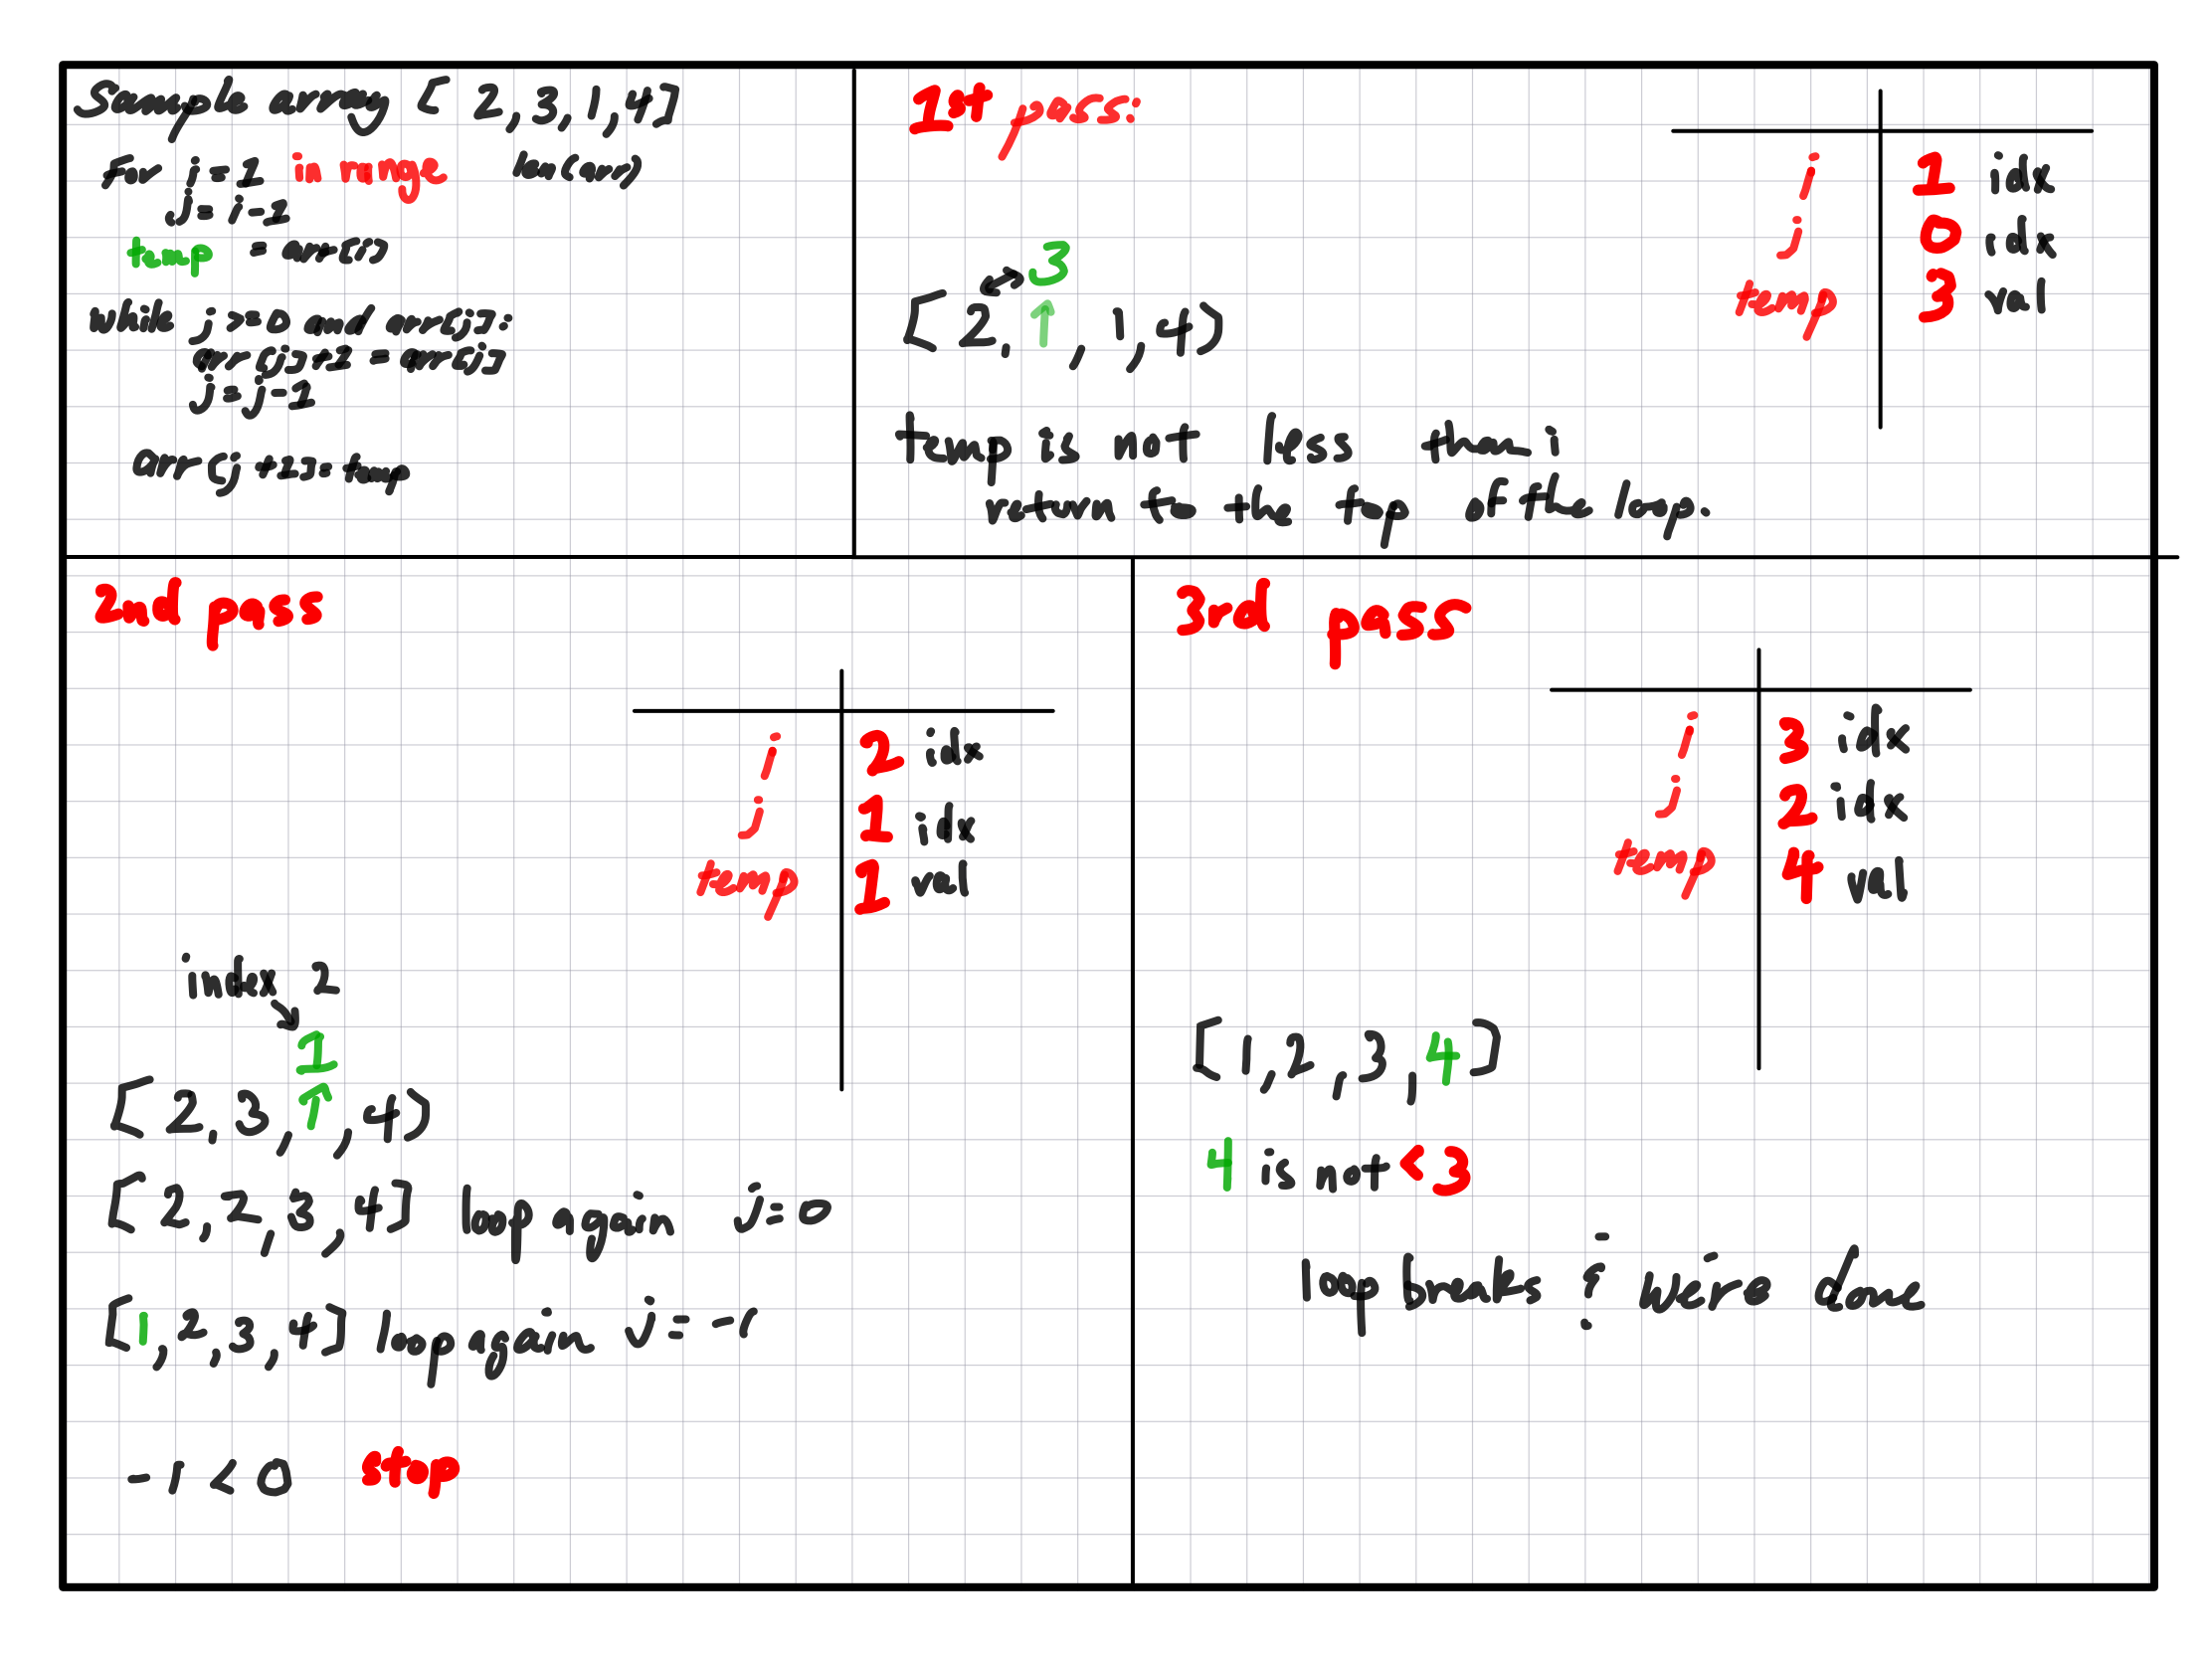 Sample array [2,3,1,4]
For i=1 in range len(arr)
j=i-1
temp =arr[i]
While j>=0 and arr[j]:
arr[j]+1=arr[j]
j=j-1
arr[j+1]=temp
1st pass:
i 1 idx
j 0 idx
temp 3 val
3
[2, ↑, 1, 4)
temp is not less than i
return to the top of the loop.
2nd pass
i 2 idx
j 1 idx
temp 1 val
index 2
1
[2,3,↑,4)
[2,2,3,4] loop again j=0
[1,2,3,4] loop again j=-1
-1<0 stop
3rd pass
i 3 idx
j 2 idx
temp 4 val
[1,2,3,4)
4 is not <3
loop breaks & we're done